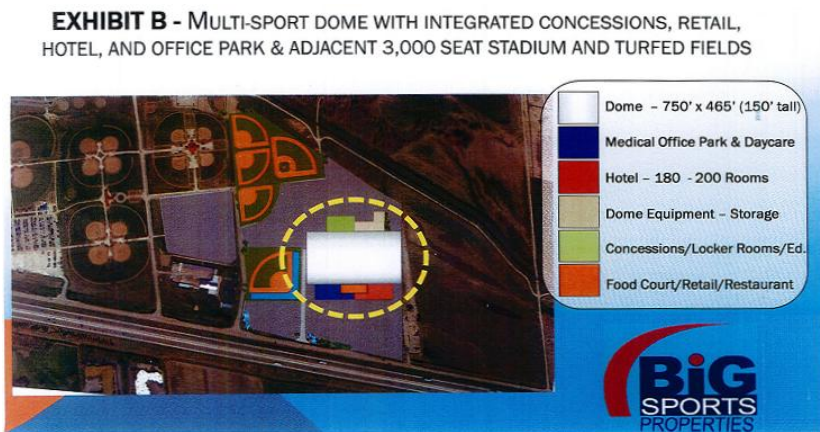 EXHIBIT B - MULTI-SPORT DOME WITH INTEGRATED CONCESSIONS, RETAIL,
HOTEL, AND OFFICE PARK & ADJACENT 3,000 SEAT STADIUM AND TURFED FIELDS
Dome – 750' x 465' (150' tall)
Medical Office Park & Daycare
Hotel – 180 - 200 Rooms
Dome Equipment – Storage
Concessions/Locker Rooms/Ed.
Food Court/Retail/Restaurant
BiG
SPORTS
PROPERTIES